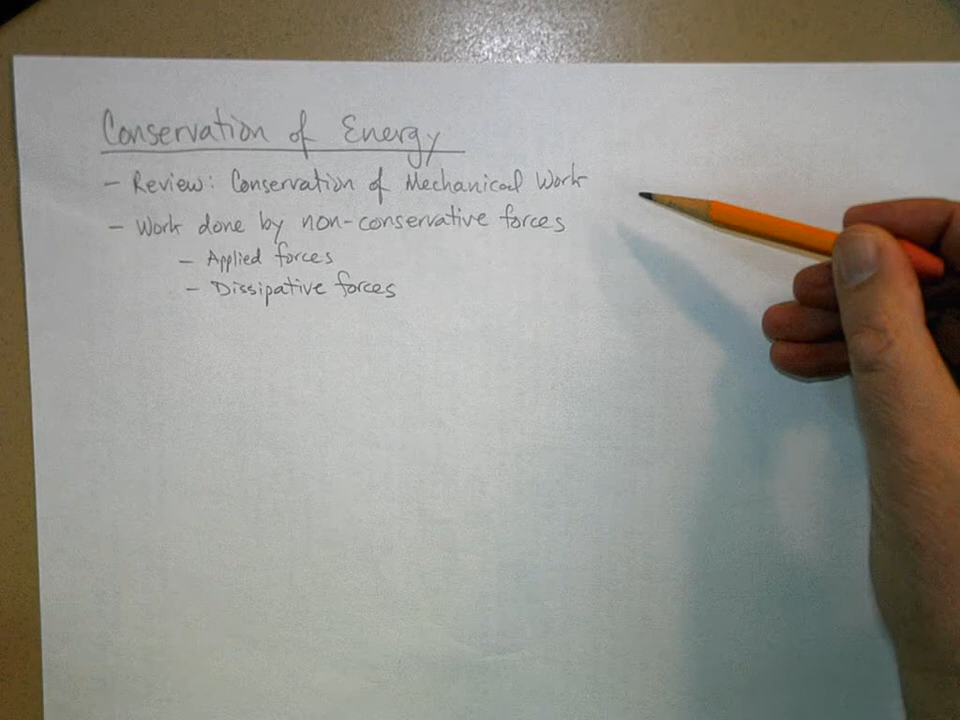 Conservation of Energy
- Review: Conservation of Mechanical Work
- Work done by non-conservative forces
- Applied forces
- Dissipative forces